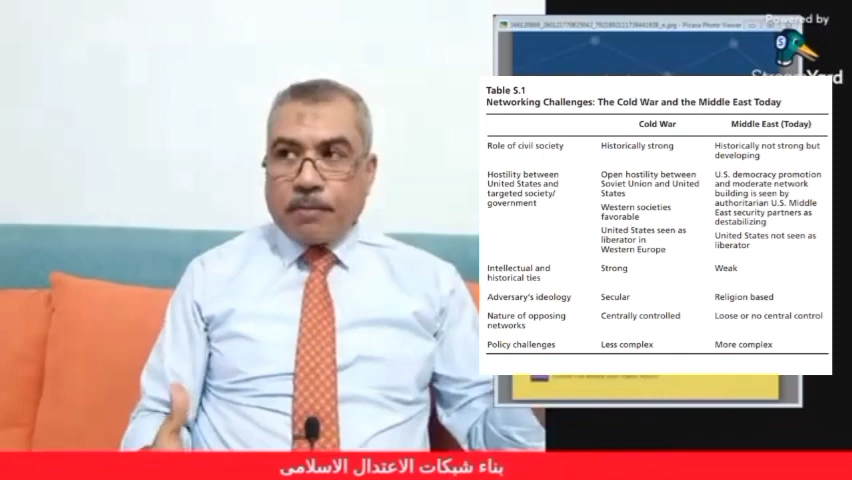 Powered by
StreamYard
Table S.1
Networking Challenges: The Cold War and the Middle East Today
Cold War
Middle East (Today)
Role of civil society
Historically strong
Historically not strong but
developing
Hostility between
United States and
targeted society/
government
Open hostility between
Soviet Union and United
States
Western societies
favorable
United States seen as
liberator in
Western Europe
U.S. democracy promotion
and moderate network
building is seen by
authoritarian U.S. Middle
East security partners as
destabilizing
United States not seen as
liberator
Intellectual and
historical ties
Strong
Weak
Adversary's ideology
Secular
Religion based
Nature of opposing
networks
Centrally controlled
Loose or no central control
Policy challenges
Less complex
More complex
بناء شبكات الاعتدال الاسلامى